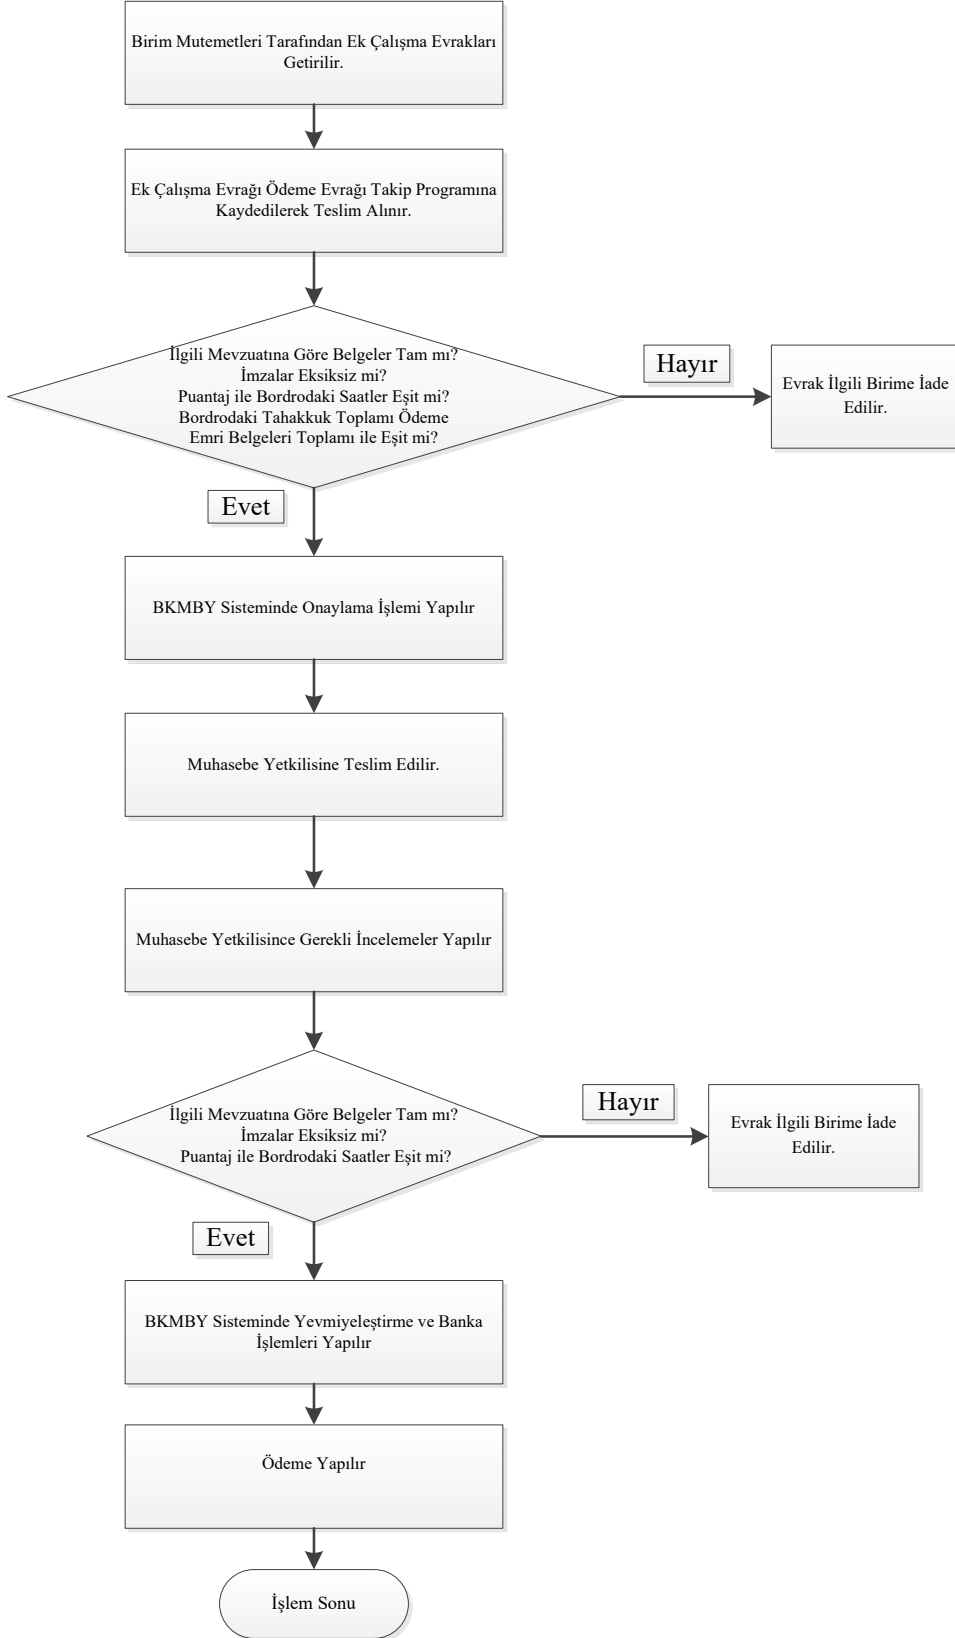 Birim Mutemetleri Tarafından Ek Çalışma Evrakları
Getirilir.
Ek Çalışma Evrağı Ödeme Evrağı Takip Programına
Kaydedilerek Teslim Alınır.
İlgili Mevzuatına Göre Belgeler Tam mı?
İmzalar Eksiksiz mi?
Puantaj ile Bordrodaki Saatler Eşit mi?
Bordrodaki Tahakkuk Toplamı Ödeme
Emri Belgeleri Toplamı ile Eşit mi?
Hayır
Evrak İlgili Birime İade
Edilir.
Evet
BKMBY Sisteminde Onaylama İşlemi Yapılır
Muhasebe Yetkilisine Teslim Edilir.
Muhasebe Yetkilisince Gerekli İncelemeler Yapılır
İlgili Mevzuatına Göre Belgeler Tam mı?
İmzalar Eksiksiz mi?
Puantaj ile Bordrodaki Saatler Eşit mi?
Hayır
Evrak İlgili Birime İade
Edilir.
Evet
BKMBY Sisteminde Yevmiyeleştirme ve Banka
İşlemleri Yapılır
Ödeme Yapılır
İşlem Sonu